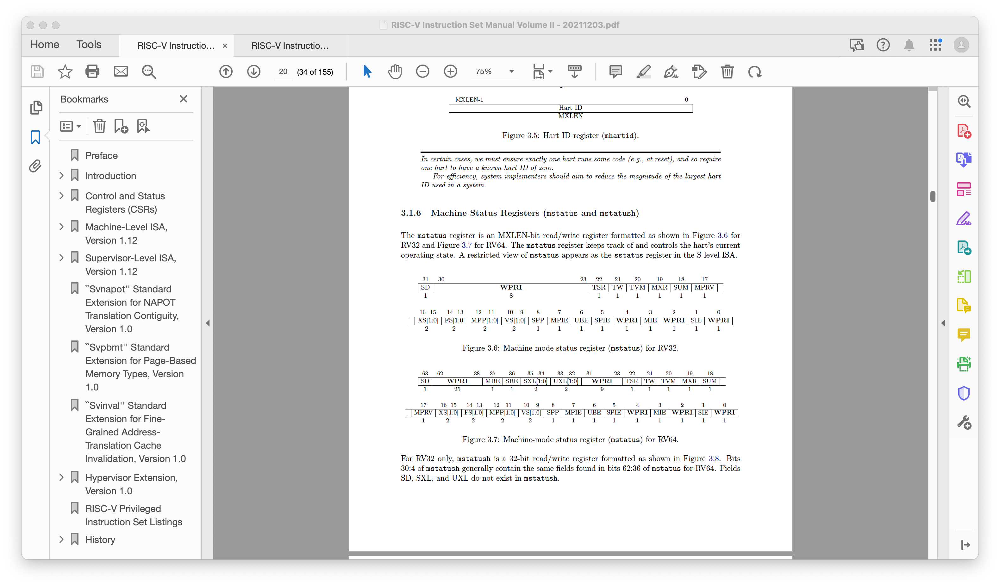 RISC-V Instruction Set Manual Volume II - 20211203.pdf
Home
Tools
RISC-V Instructio...
RISC-V Instructio...
20
(34 of 155)
75%
Bookmarks
Preface
Introduction
Control and Status
Registers (CSRs)
Machine-Level ISA,
Version 1.12
Supervisor-Level ISA,
Version 1.12
``Svnapot'' Standard
Extension for NAPOT
Translation Contiguity,
Version 1.0
``Svpbmt'' Standard
Extension for Page-Based
Memory Types, Version
1.0
``Svinval'' Standard
Extension for Fine-
Grained Address-
Translation Cache
Invalidation, Version 1.0
Hypervisor Extension,
Version 1.0
RISC-V Privileged
Instruction Set Listings
History
MXLEN-1 0
Hart ID
MXLEN
Figure 3.5: Hart ID register (mhartid).
In certain cases, we must ensure exactly one hart runs some code (e.g., at reset), and so require
one hart to have a known hart ID of zero.
For efficiency, system implementers should aim to reduce the magnitude of the largest hart
ID used in a system.
3.1.6 Machine Status Registers (mstatus and mstatush)
The mstatus register is an MXLEN-bit read/write register formatted as shown in Figure 3.6 for
RV32 and Figure 3.7 for RV64. The mstatus register keeps track of and controls the hart's current
operating state. A restricted view of mstatus appears as the sstatus register in the S-level ISA.
31 30 23 22 21 20 19 18 17
SD WPRI TSR TW TVM MXR SUM MPRV
1 8 1 1 1 1 1 1
16 15 14 13 12 11 10 9 8 7 6 5 4 3 2 1 0
XS[1:0] FS[1:0] MPP[1:0] VS[1:0] SPP MPIE UBE SPIE WPRI MIE WPRI SIE WPRI
2 2 2 2 1 1 1 1 1 1 1 1 1
Figure 3.6: Machine-mode status register (mstatus) for RV32.
63 62 38 37 36 35 34 33 32 31 23 22 21 20 19 18
SD WPRI MBE SBE SXL[1:0] UXL[1:0] WPRI TSR TW TVM MXR SUM
1 25 1 1 2 2 9 1 1 1 1 1
17 16 15 14 13 12 11 10 9 8 7 6 5 4 3 2 1 0
MPRV XS[1:0] FS[1:0] MPP[1:0] VS[1:0] SPP MPIE UBE SPIE WPRI MIE WPRI SIE WPRI
1 2 2 2 2 1 1 1 1 1 1 1 1 1
Figure 3.7: Machine-mode status register (mstatus) for RV64.
For RV32 only, mstatush is a 32-bit read/write register formatted as shown in Figure 3.8. Bits
30:4 of mstatush generally contain the same fields found in bits 62:36 of mstatus for RV64. Fields
SD, SXL, and UXL do not exist in mstatush.